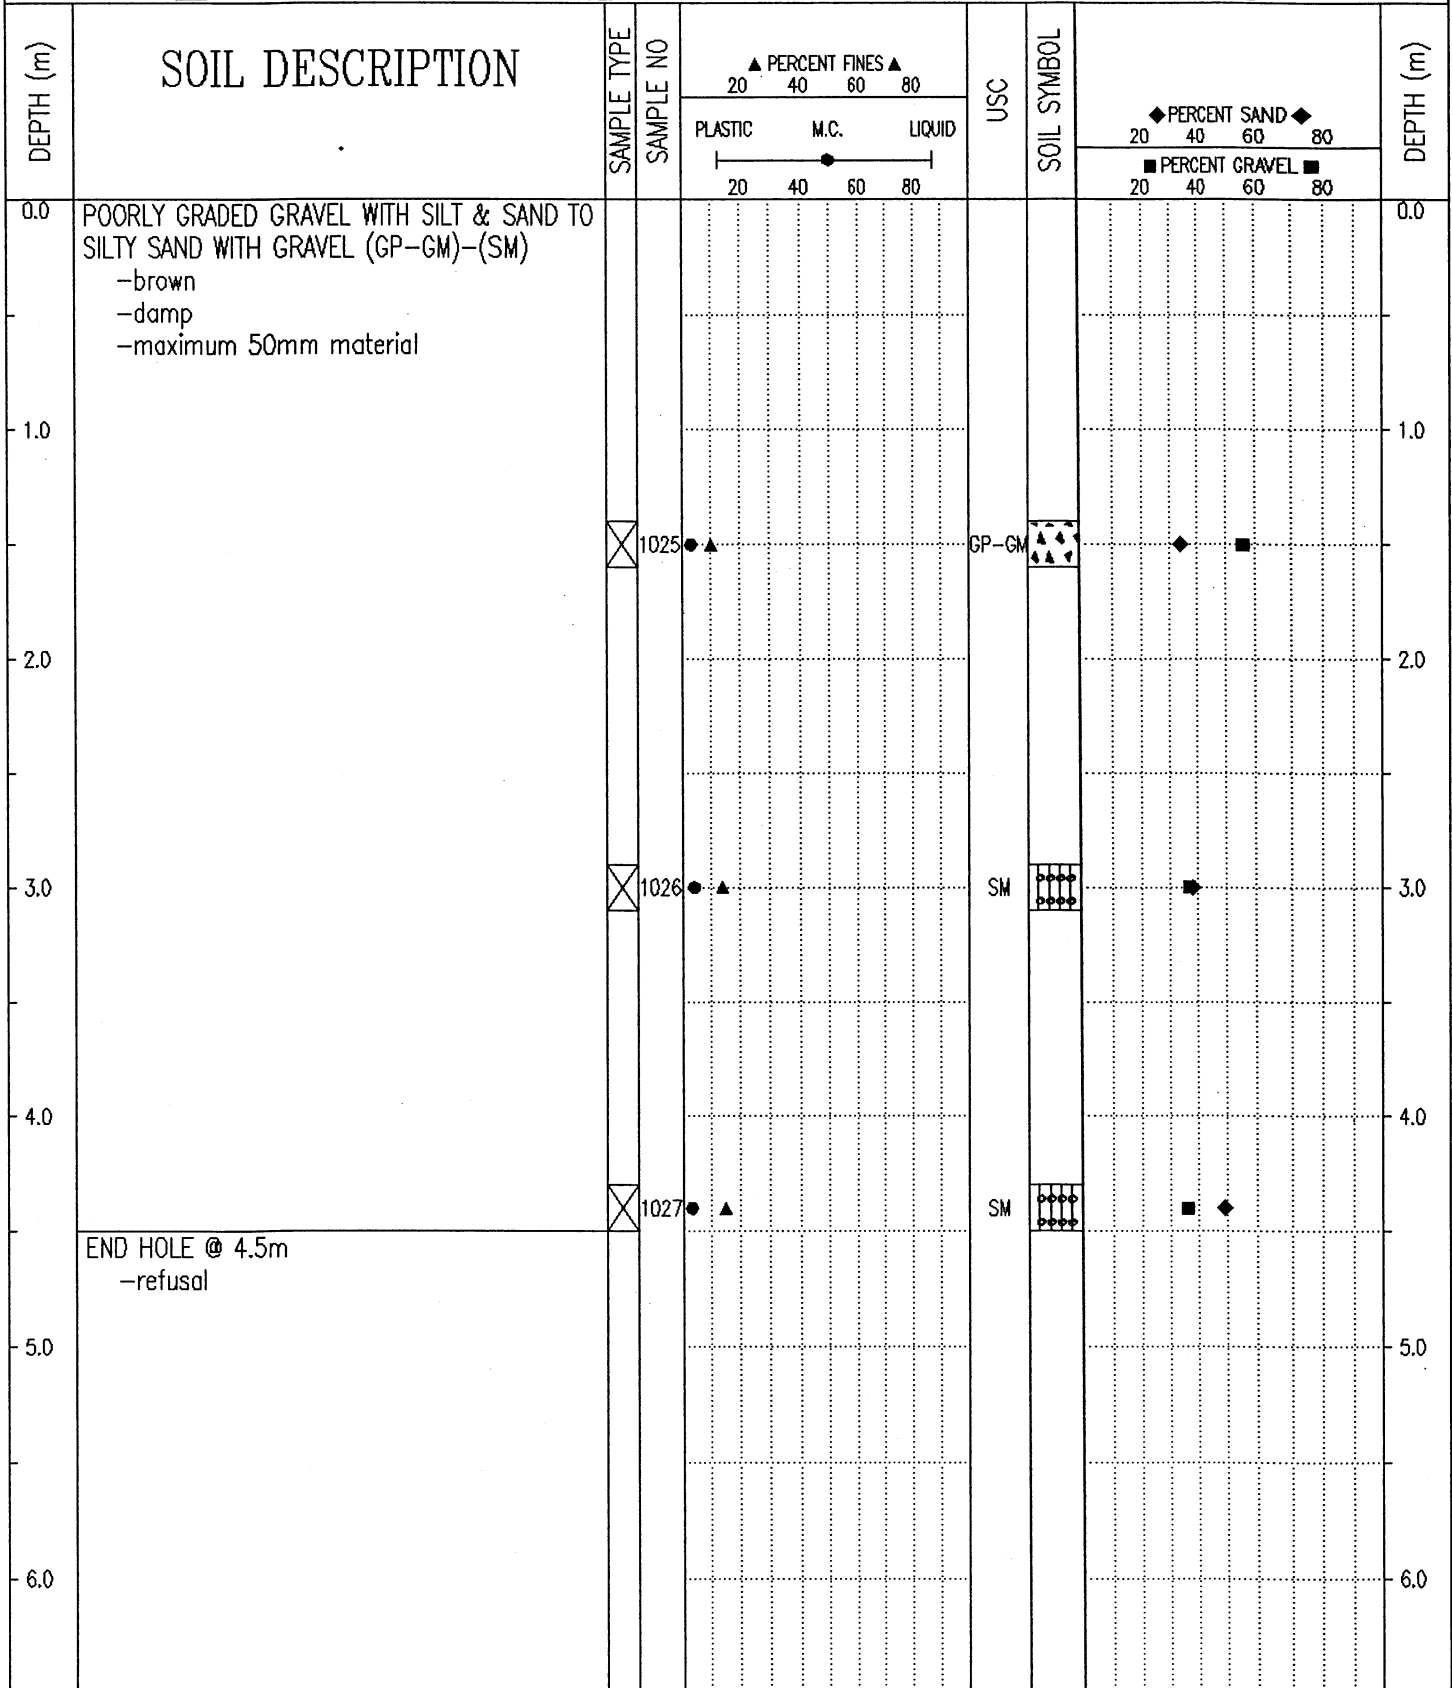 DEPTH (m)
SOIL DESCRIPTION
SAMPLE TYPE
SAMPLE NO
▲ PERCENT FINES ▲
20 40 60 80
PLASTIC M.C. LIQUID
20 40 60 80
USC
SOIL SYMBOL
◆PERCENT SAND◆
20 40 60 80
■PERCENT GRAVEL■
20 40 60 80
DEPTH (m)
0.0
POORLY GRADED GRAVEL WITH SILT & SAND TO
SILTY SAND WITH GRAVEL (GP-GM)-(SM)
-brown
-damp
-maximum 50mm material
0.0
1.0 1.0
1025 GP-GM
2.0 2.0
3.0 1026 SM 3.0
4.0 4.0
1027 SM
END HOLE @ 4.5m
-refusal
5.0 5.0
6.0 6.0